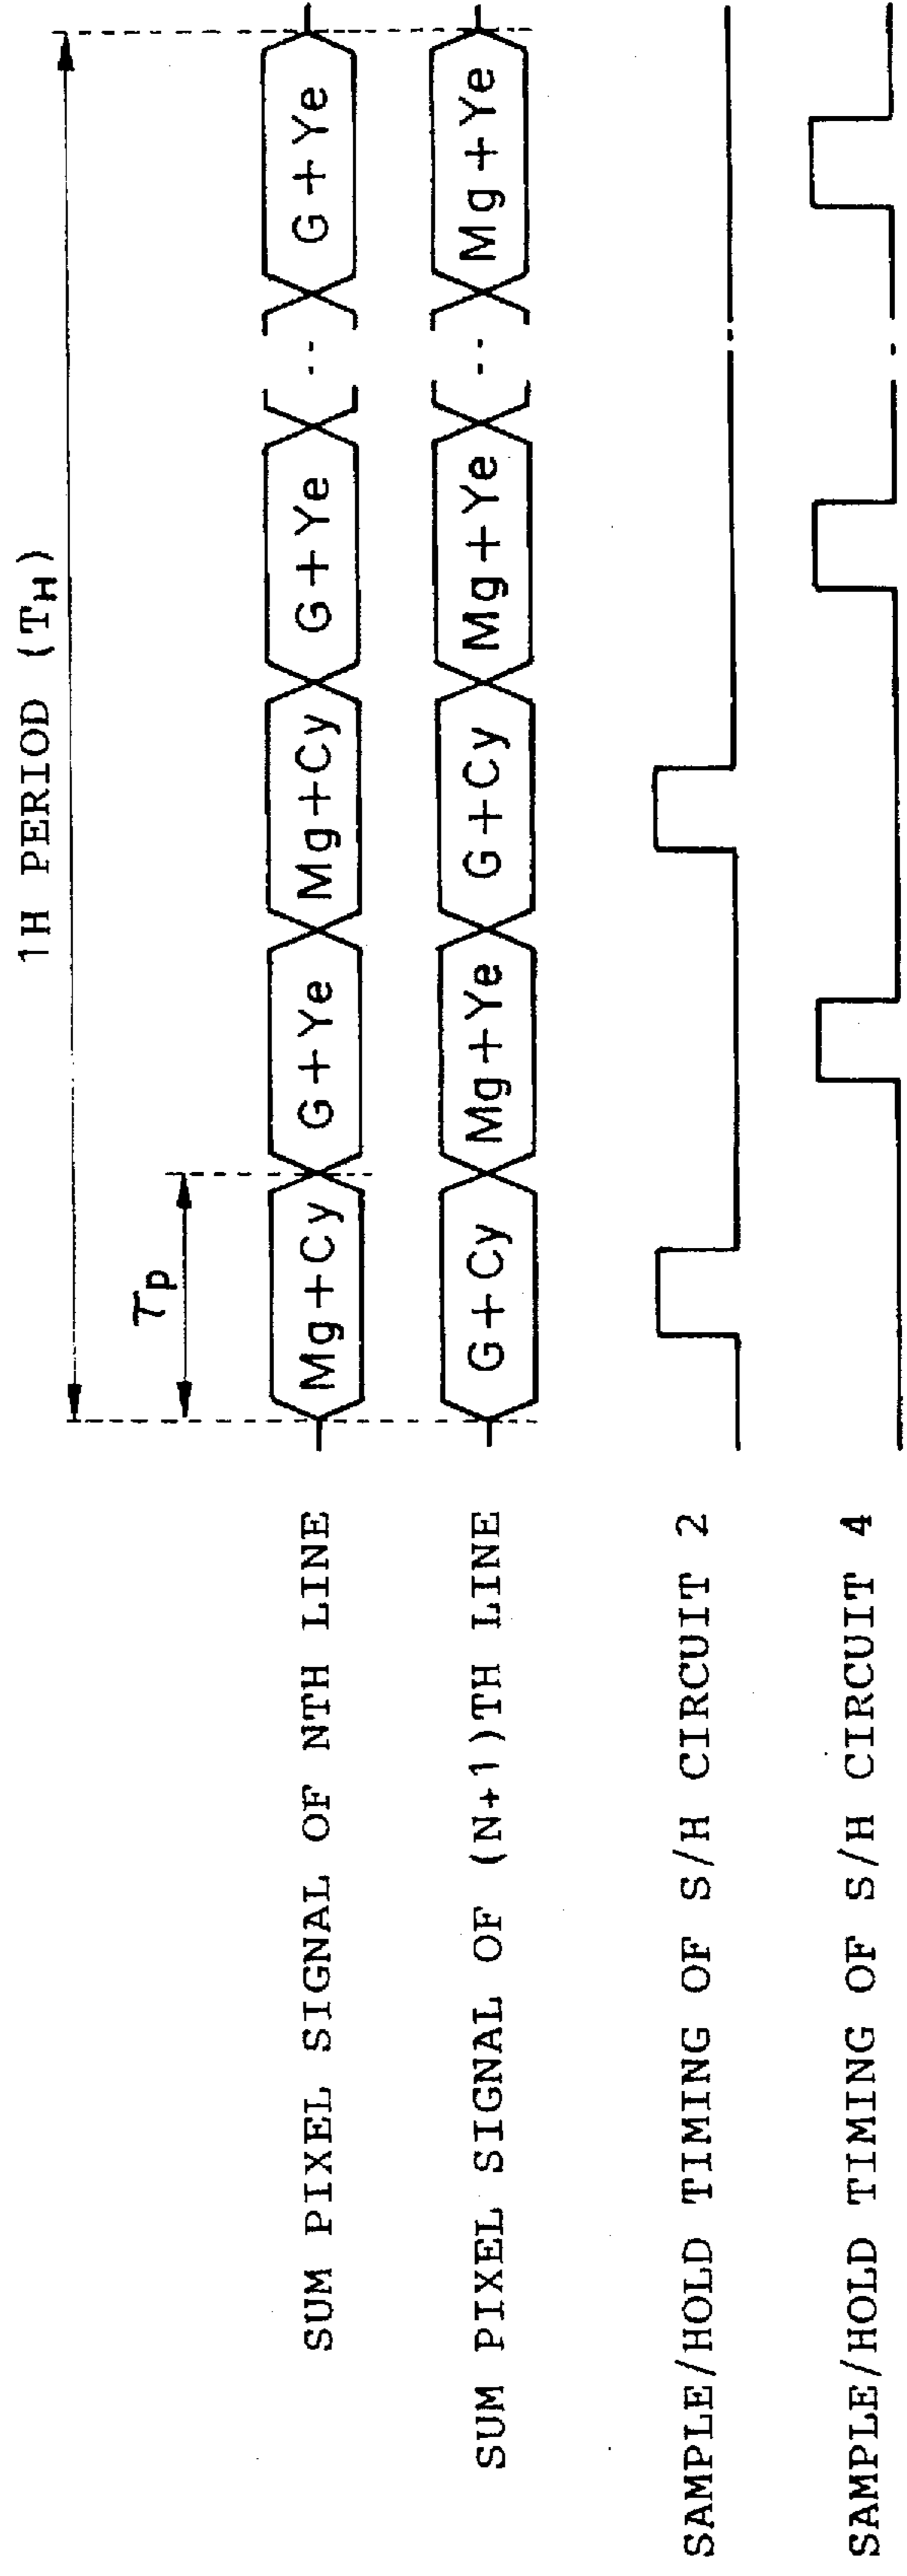 1H PERIOD (TH)
τp
SUM PIXEL SIGNAL OF NTH LINE
Mg+Cy G+Ye Mg+Cy G+Ye -- G+Ye
SUM PIXEL SIGNAL OF (N+1)TH LINE
G+Cy Mg+Ye G+Cy Mg+Ye -- Mg+Ye
SAMPLE/HOLD TIMING OF S/H CIRCUIT 2
SAMPLE/HOLD TIMING OF S/H CIRCUIT 4